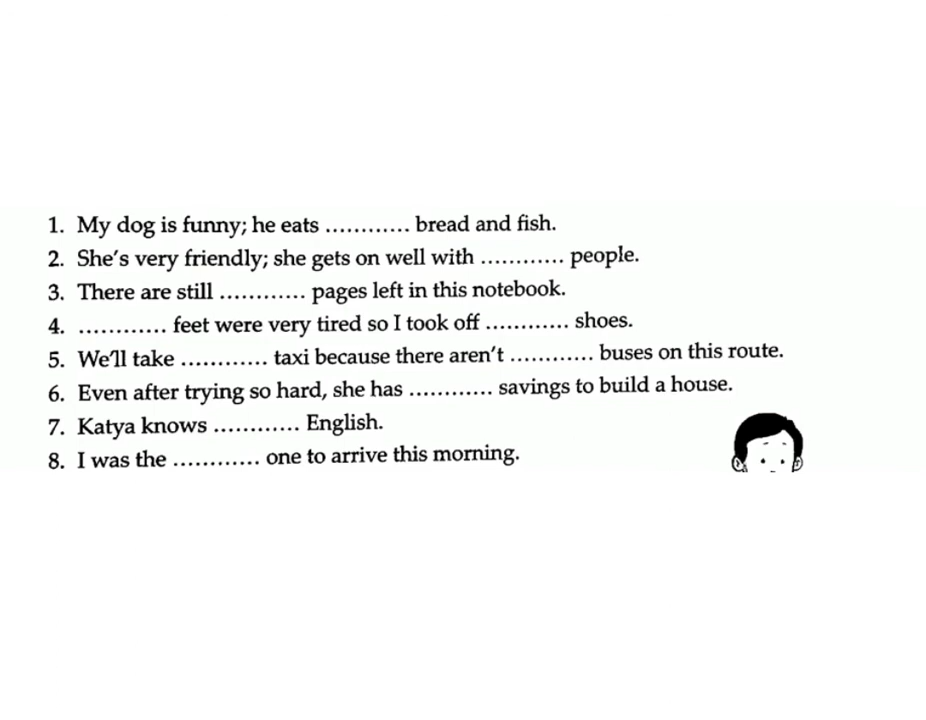 1. My dog is funny; he eats ............ bread and fish.
2. She's very friendly; she gets on well with ............ people.
3. There are still ............ pages left in this notebook.
4. ............ feet were very tired so I took off ............ shoes.
5. We'll take ............ taxi because there aren't ............ buses on this route.
6. Even after trying so hard, she has ............ savings to build a house.
7. Katya knows ............ English.
8. I was the ............ one to arrive this morning.